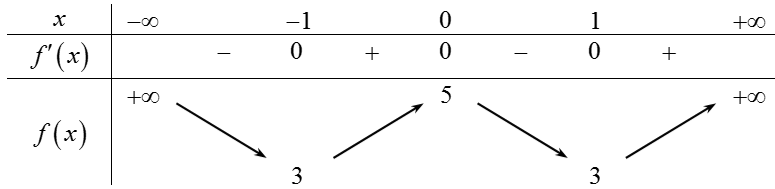 x −∞ −1 0 1 +∞
f′(x) − 0 + 0 − 0 +
+∞ 5 +∞
f(x)
3 3